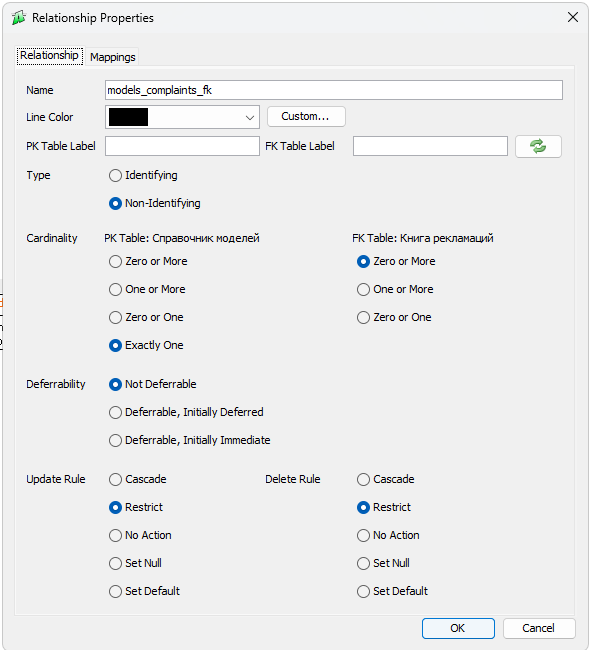 Relationship Properties
Relationship Mappings
Name models_complaints_fk
Line Color Custom...
PK Table Label FK Table Label
Type Identifying
Non-Identifying
Cardinality PK Table: Справочник моделей FK Table: Книга рекламаций
Zero or More Zero or More
One or More One or More
Zero or One Zero or One
Exactly One
Deferrability Not Deferrable
Deferrable, Initially Deferred
Deferrable, Initially Immediate
Update Rule Cascade Delete Rule Cascade
Restrict Restrict
No Action No Action
Set Null Set Null
Set Default Set Default
OK Cancel